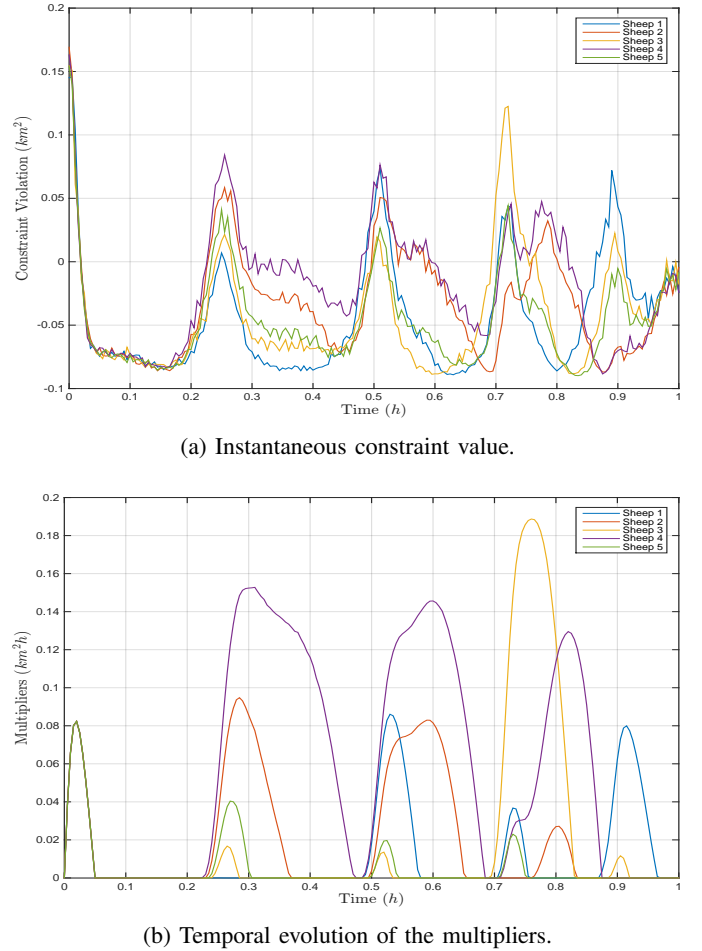 0.2
0.15
0.1
0.05
0
-0.05
-0.1
Constraint Violation (km²)
Sheep 1
Sheep 2
Sheep 3
Sheep 4
Sheep 5
0 0.1 0.2 0.3 0.4 0.5 0.6 0.7 0.8 0.9 1
Time (h)
(a) Instantaneous constraint value.
0.2
0.18
0.16
0.14
0.12
0.1
0.08
0.06
0.04
0.02
0
Multipliers (km²h)
Sheep 1
Sheep 2
Sheep 3
Sheep 4
Sheep 5
0 0.1 0.2 0.3 0.4 0.5 0.6 0.7 0.8 0.9 1
Time (h)
(b) Temporal evolution of the multipliers.